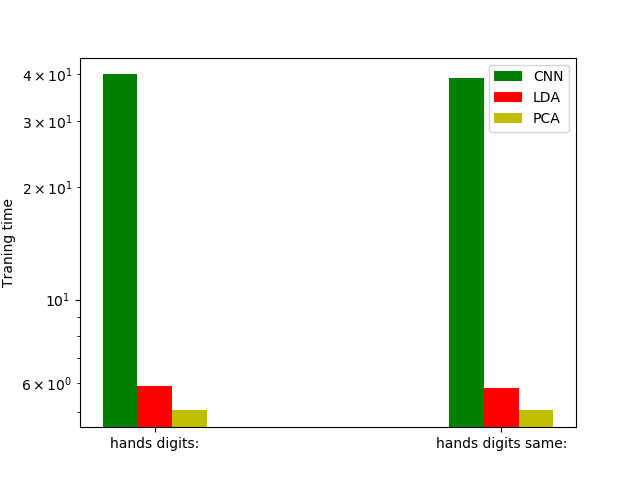 4 × 10¹
3 × 10¹
2 × 10¹
10¹
6 × 10⁰
Traning time
hands digits:
hands digits same:
CNN
LDA
PCA